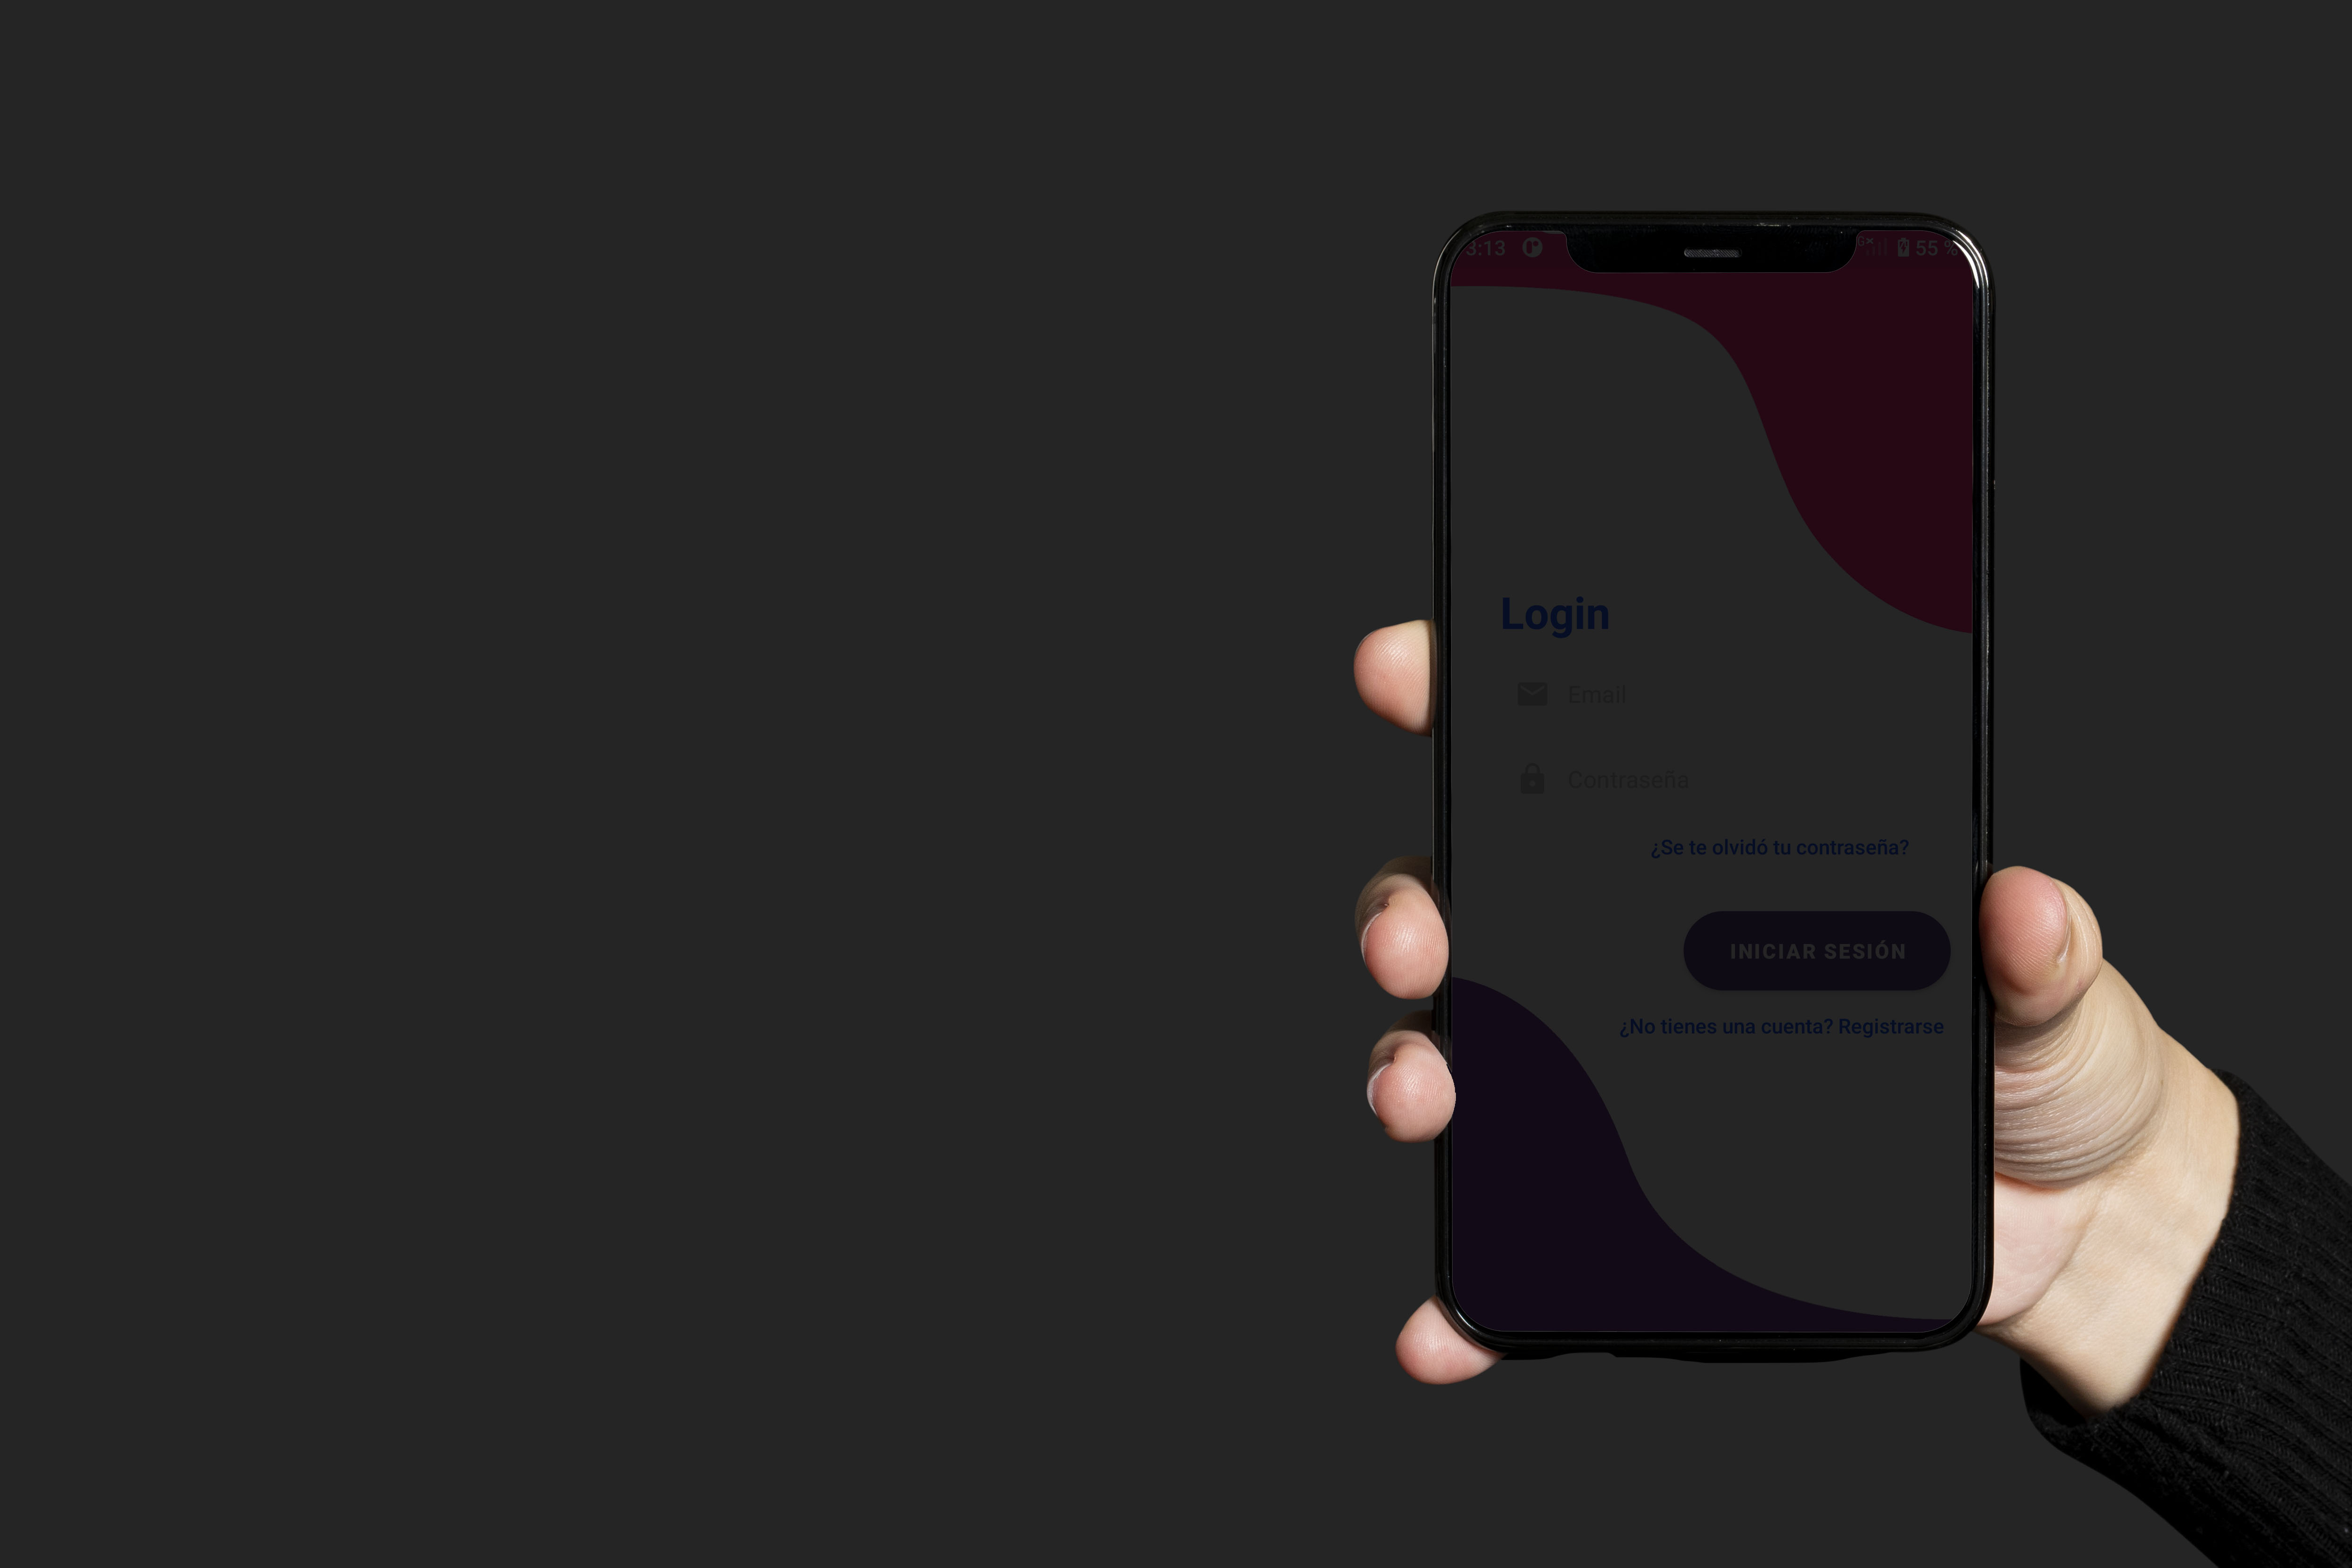 3:13 55 %
Login
Email
Contraseña
¿Se te olvidó tu contraseña?
INICIAR SESIÓN
¿No tienes una cuenta? Registrarse